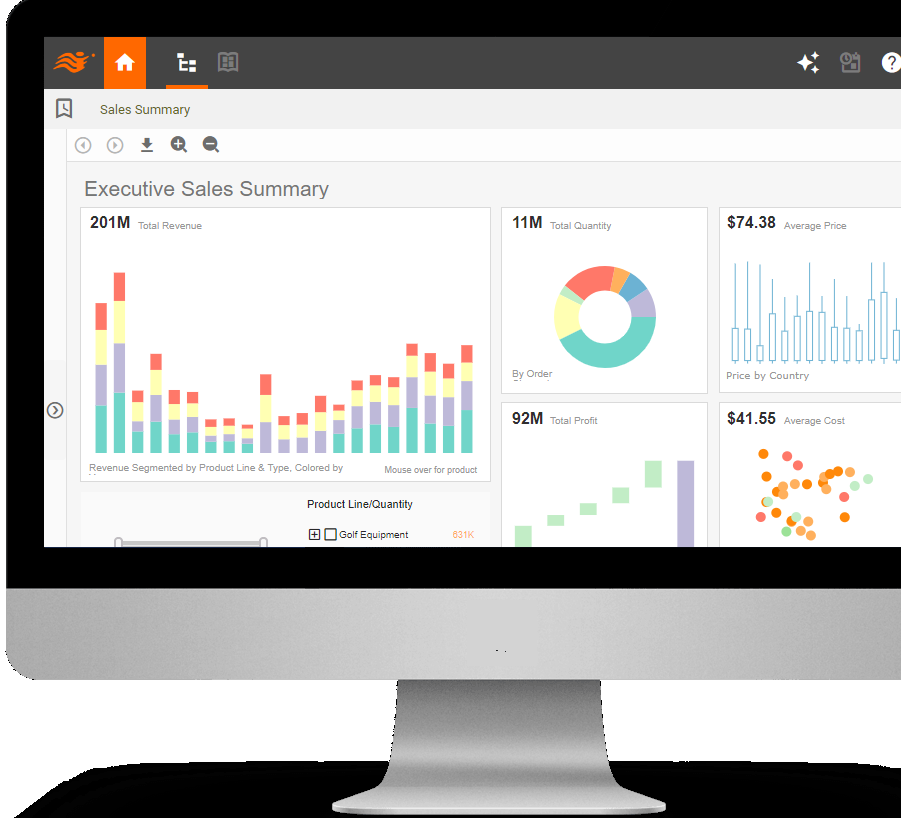 ?
Sales Summary
Executive Sales Summary
201M Total Revenue
Revenue Segmented by Product Line & Type, Colored by
Mouse over for product
11M Total Quantity
By Order
$74.38 Average Price
Price by Country
Product Line/Quantity
Golf Equipment 631K
92M Total Profit
$41.55 Average Cost